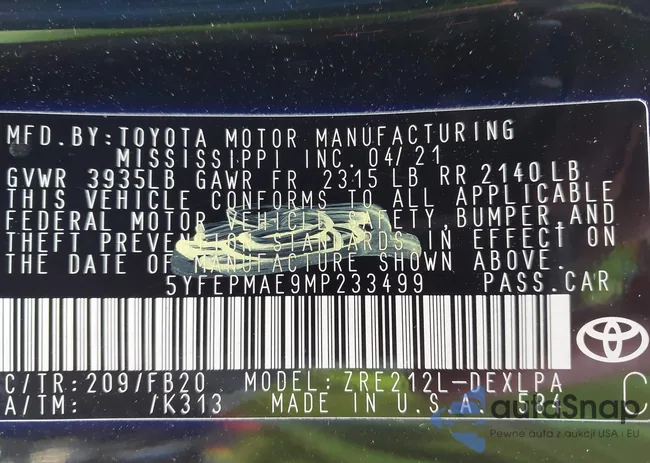 MFD.BY:TOYOTA MOTOR MANUFACTURING
MISSISSIPPI INC. 04/21
GVWR 3935LB GAWR FR 2315 LB RR 2140LB
THIS VEHICLE CONFORMS TO ALL APPLICABLE
FEDERAL MOTOR VEHICLE SAFETY, BUMPER, AND
THEFT PREVENTION STANDARDS IN EFFECT ON
THE DATE OF MANUFACTURE SHOWN ABOVE.
5YFEPMAE9MP233499 PASS.CAR
C/TR:209/FB20 MODEL: ZRE212L-DEXLPA C
A/TM: /K313 MADE IN U.S.A. 5B4
autoSnap
Pewne auta z aukcji USA i EU